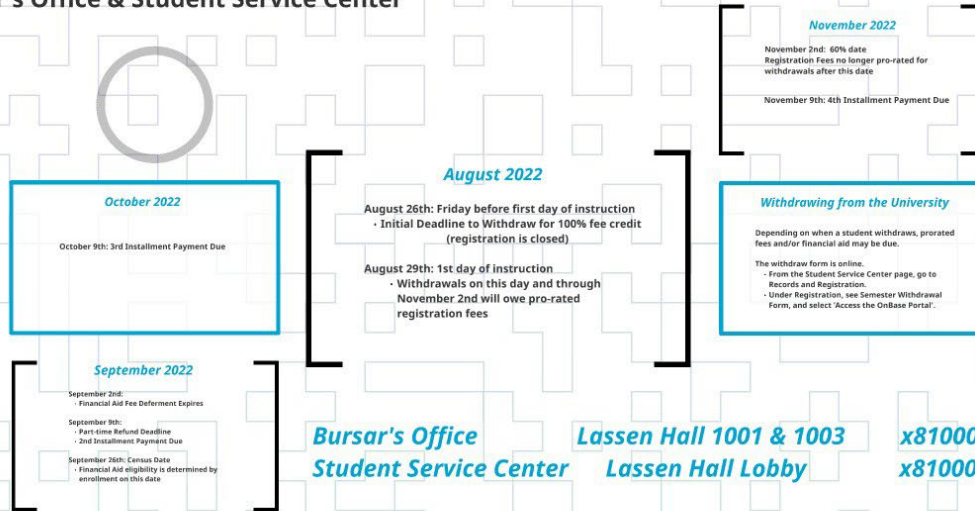 's Office & Student Service Center
November 2022
November 2nd: 60% date
Registration Fees no longer pro-rated for
withdrawals after this date
November 9th: 4th Installment Payment Due
August 2022
August 26th: Friday before first day of instruction
· Initial Deadline to Withdraw for 100% fee credit
(registration is closed)
August 29th: 1st day of instruction
- Withdrawals on this day and through
November 2nd will owe pro-rated
registration fees
October 2022
October 9th: 3rd Installment Payment Due
Withdrawing from the University
Depending on when a student withdraws, prorated
fees and/or financial aid may be due.
The withdraw form is online.
- From the Student Service Center page, go to
Records and Registration.
- Under Registration, see Semester Withdrawal
Form, and select 'Access the OnBase Portal'.
September 2022
September 2nd:
· Financial Aid Fee Deferment Expires
September 9th:
· Part-time Refund Deadline
· 2nd Installment Payment Due
September 26th: Census Date
· Financial Aid eligibility is determined by
enrollment on this date
Bursar's Office Lassen Hall 1001 & 1003 x81000
Student Service Center Lassen Hall Lobby x81000